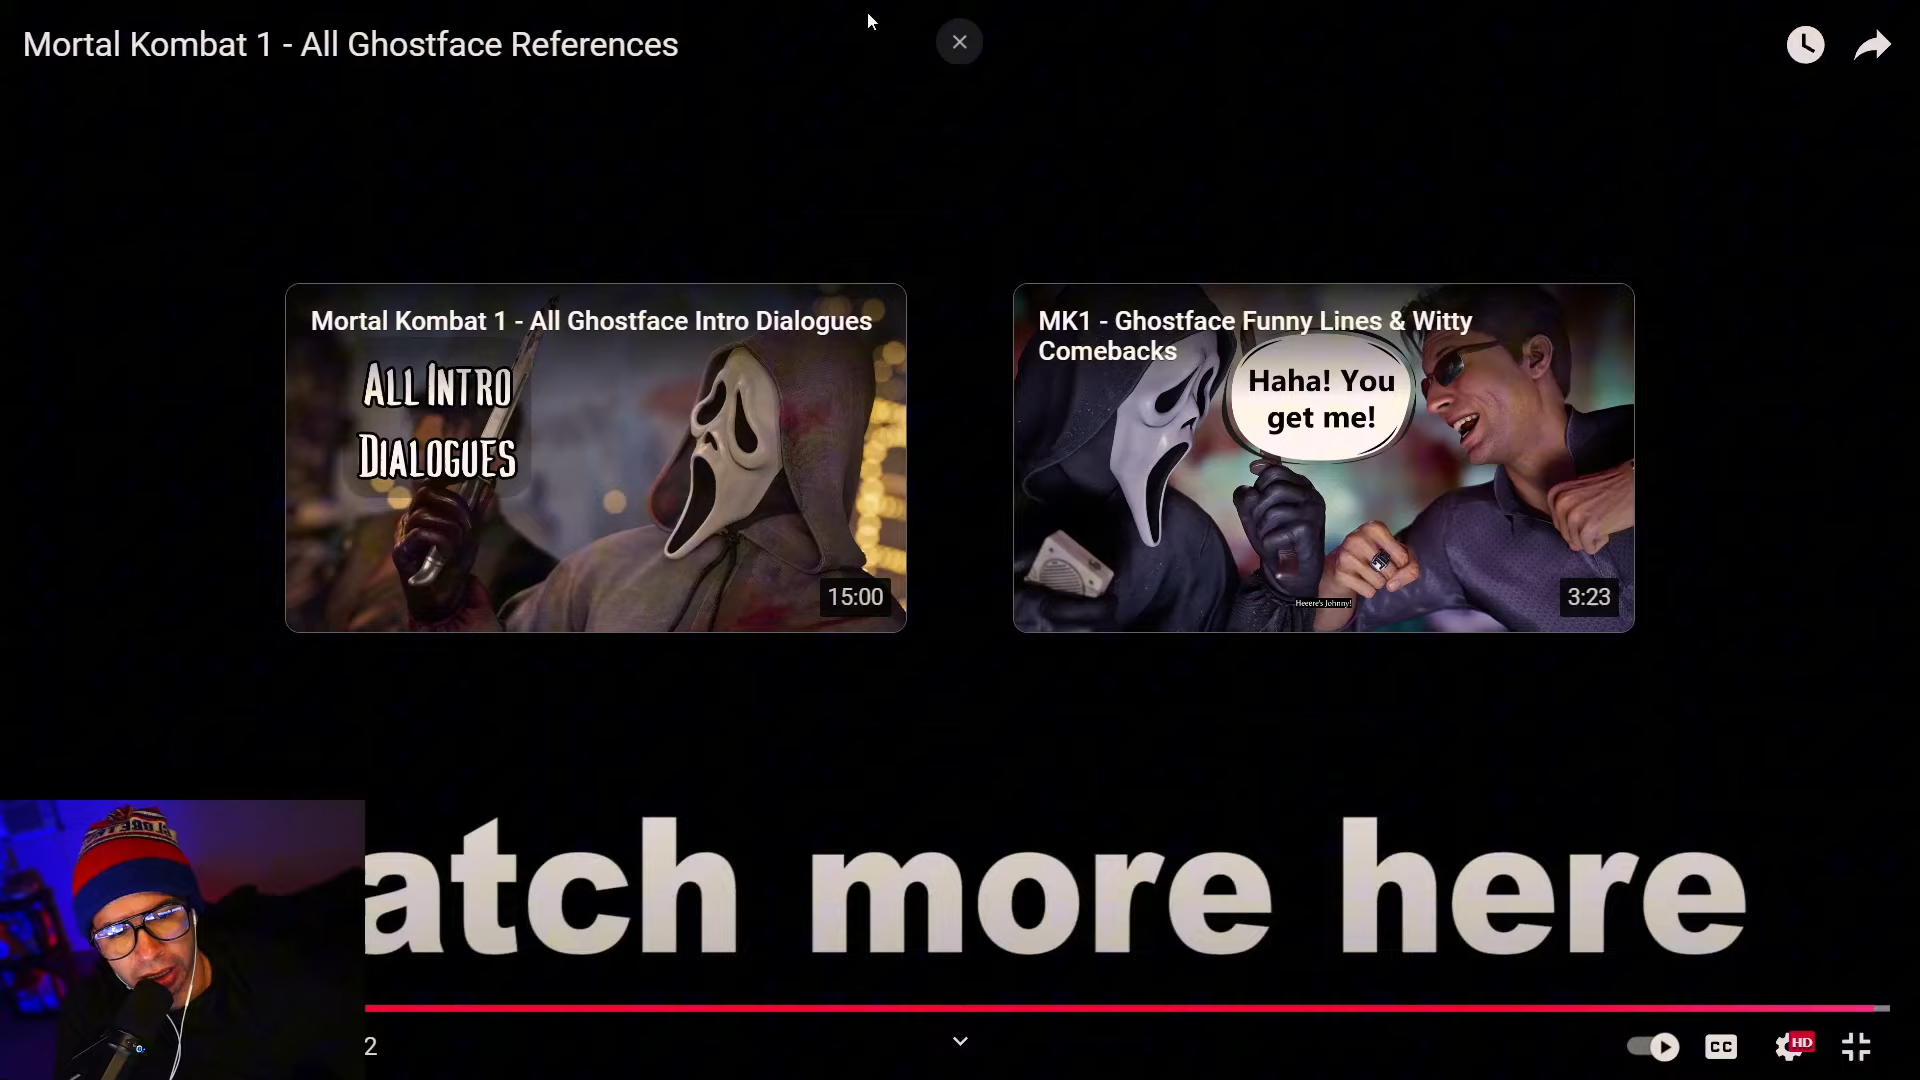 Mortal Kombat 1 - All Ghostface References
Mortal Kombat 1 - All Ghostface Intro Dialogues
ALL INTRO
DIALOGUES
15:00
MK1 - Ghostface Funny Lines & Witty
Comebacks
Haha! You
get me!
Heeere's Johnny!
3:23
atch more here
2
CC
HD